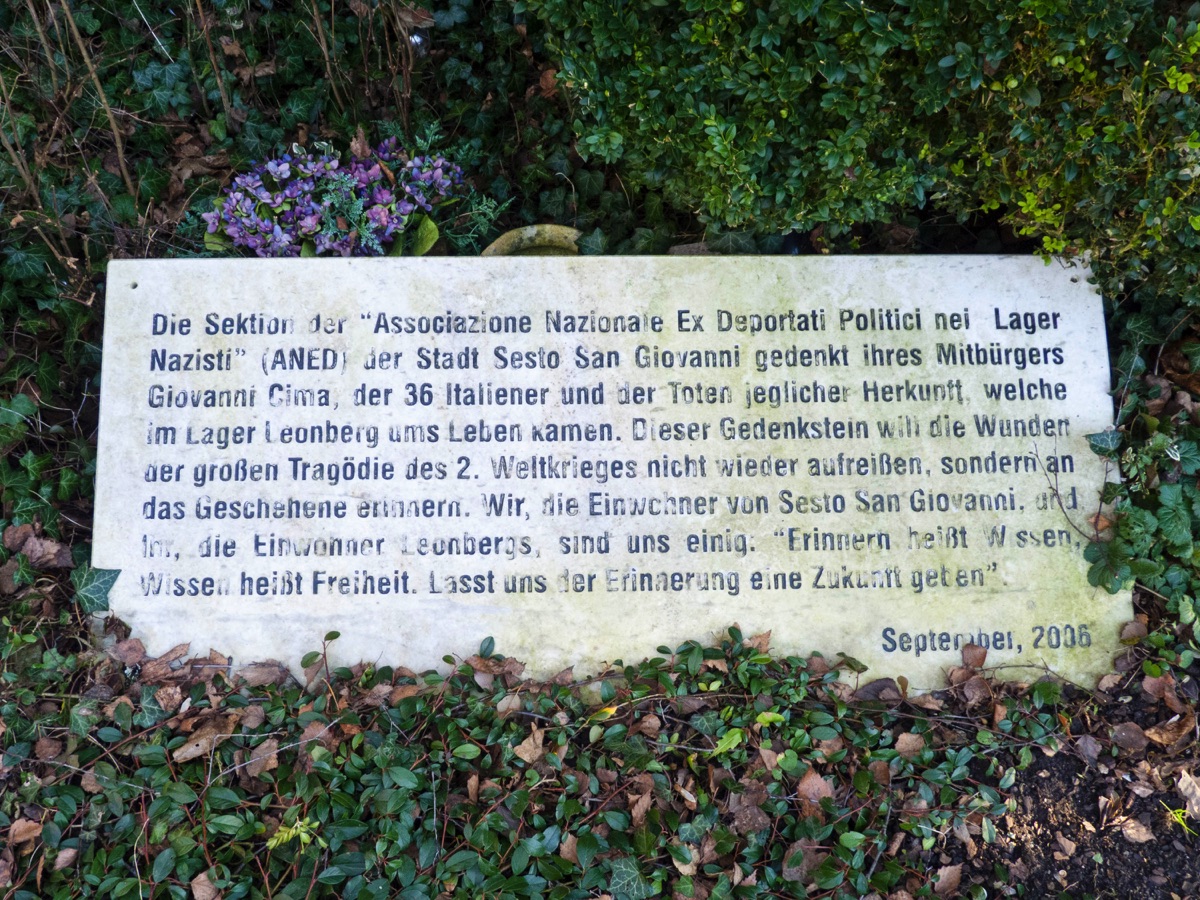 Die Sektion der "Associazione Nazionale Ex Deportati Politici nei Lager
Nazisti" (ANED) der Stadt Sesto San Giovanni gedenkt ihres Mitbürgers
Giovanni Cima, der 36 Italiener und der Toten jeglicher Herkunft, welche
im Lager Leonberg ums Leben kamen. Dieser Gedenkstein will die Wunden
der großen Tragödie des 2. Weltkrieges nicht wieder aufreißen, sondern an
das Geschehene erinnern. Wir, die Einwohner von Sesto San Giovanni, und
Ihr, die Einwohner Leonbergs, sind uns einig: "Erinnern heißt Wissen,
Wissen heißt Freiheit. Lasst uns der Erinnerung eine Zukunft geben".
September, 2006